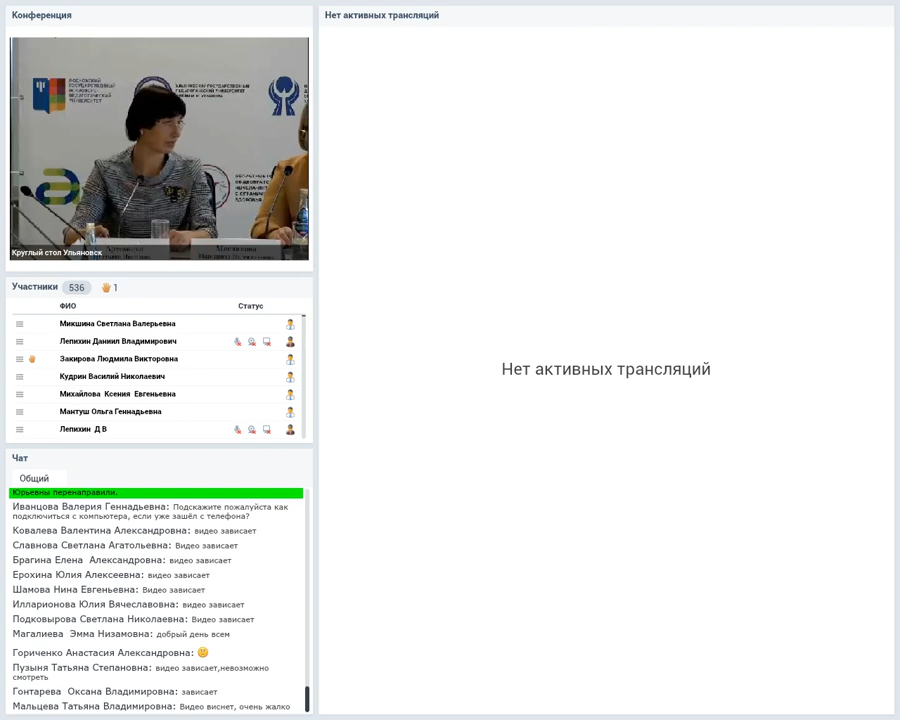 Конференция
Нет активных трансляций
Круглый стол Ульяновск
Участники 536 1
ФИО Статус
Микшина Светлана Валерьевна
Лепихин Даниил Владимирович
Закирова Людмила Викторовна
Кудрин Василий Николаевич
Михайлова Ксения Евгеньевна
Мантуш Ольга Геннадьевна
Лепихин Д В
Нет активных трансляций
Чат
Общий
Юрьевны перенаправили.
Иванцова Валерия Геннадьевна: Подскажите пожалуйста как
подключиться с компьютера, если уже зашёл с телефона?
Ковалева Валентина Александровна: видео зависает
Славнова Светлана Агатольевна: Видео зависает
Брагина Елена Александровна: видео зависает
Ерохина Юлия Алексеевна: видео зависает
Шамова Нина Евгеньевна: Видео зависает
Илларионова Юлия Вячеславовна: видео зависает
Подковырова Светлана Николаевна: Видео зависает
Магалиева Эмма Низамовна: добрый день всем
Гориченко Анастасия Александровна:
Пузыня Татьяна Степановна: видео зависает,невозможно
смотреть
Гонтарева Оксана Владимировна: зависает
Мальцева Татьяна Владимировна: Видео виснет, очень жалко